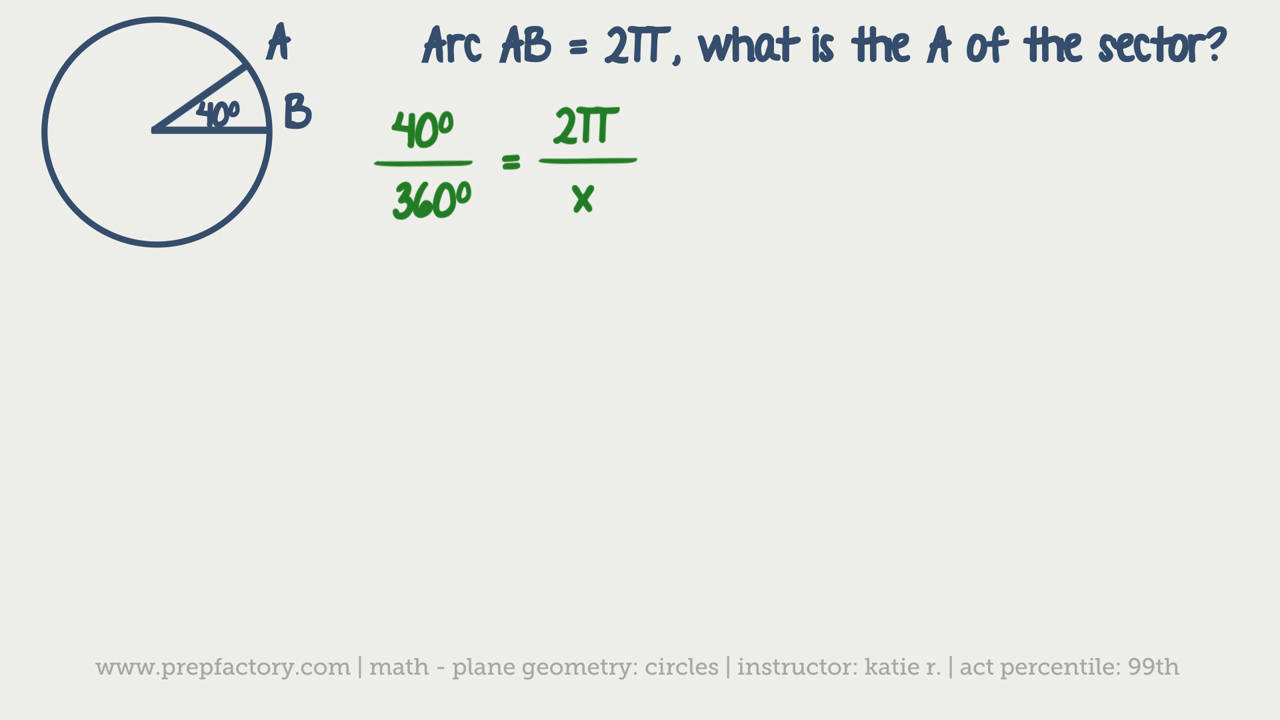 A
Arc AB = 2π, what is the A of the sector?
40° B
40° / 360° = 2π / x
www.prepfactory.com | math - plane geometry: circles | instructor: katie r. | act percentile: 99th